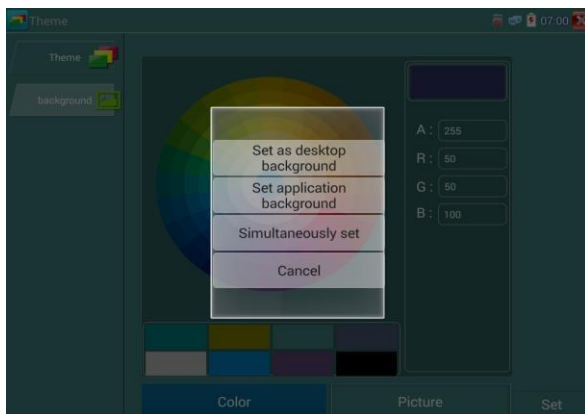 Theme
07:00
Theme
background
A : 255
R : 50
G : 50
B : 100
Set as desktop
background
Set application
background
Simultaneously set
Cancel
Color
Picture
Set